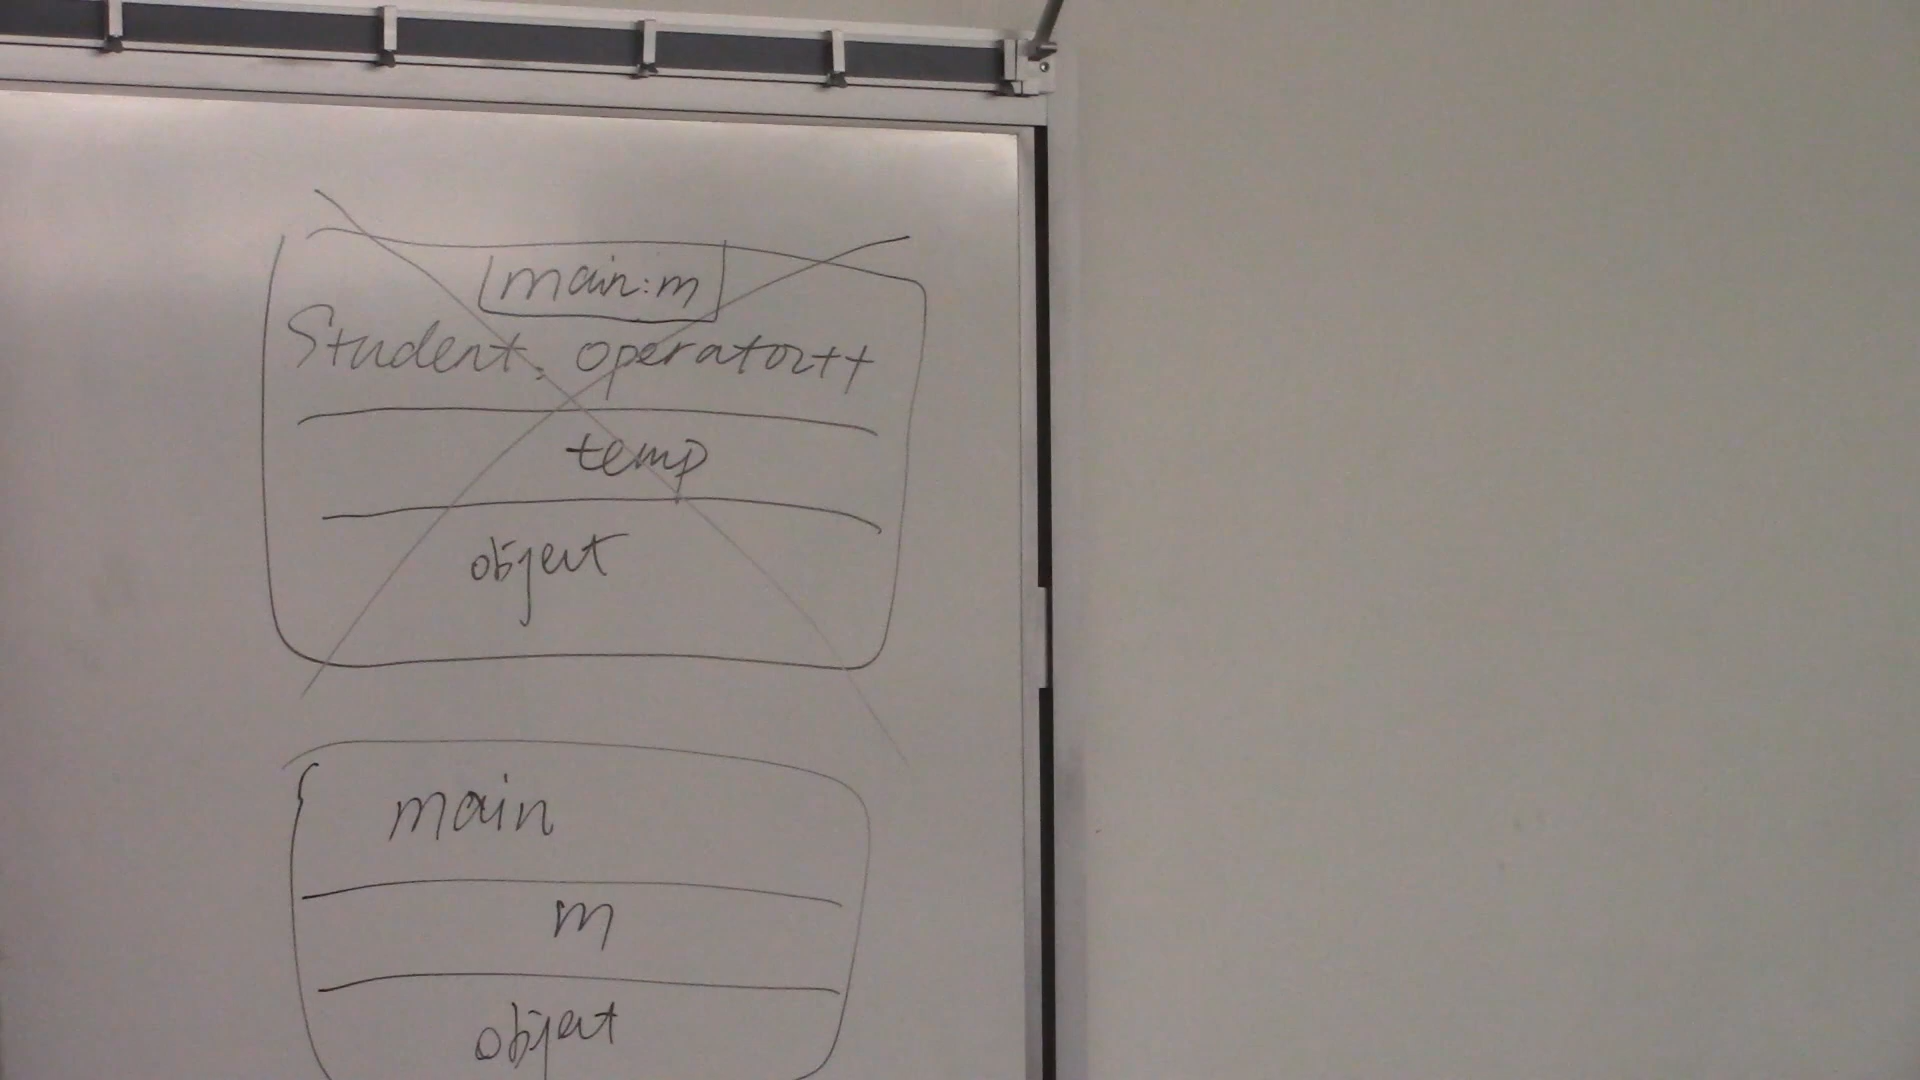 main: m
Student: operator++
temp
object
main
m
object